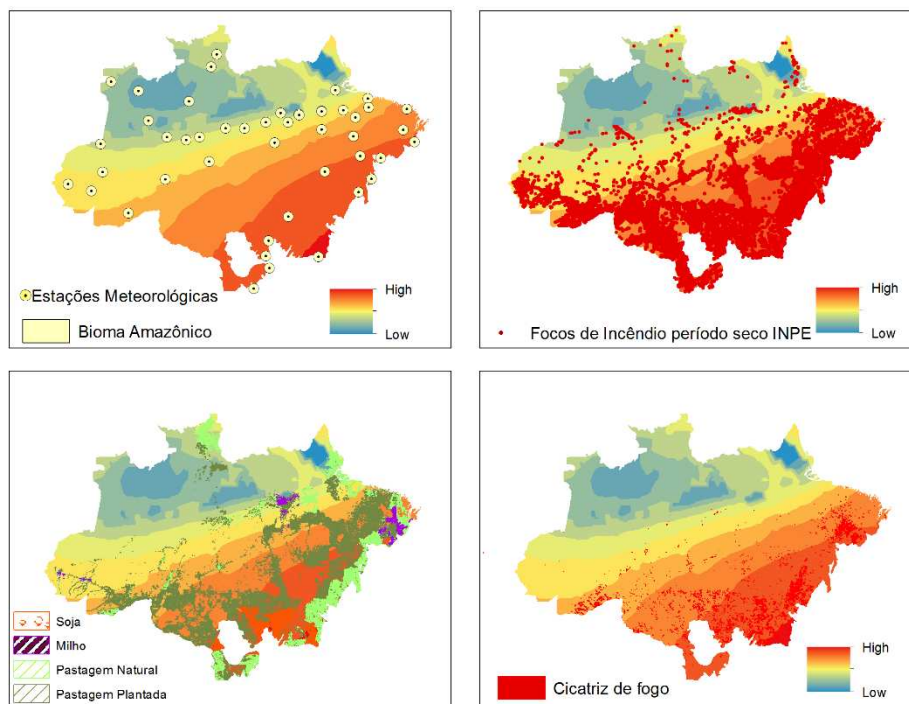 Estações Meteorológicas
Bioma Amazônico
High
Low
Focos de Incêndio período seco INPE
High
Low
Soja
Milho
Pastagem Natural
Pastagem Plantada
Cicatriz de fogo
High
Low